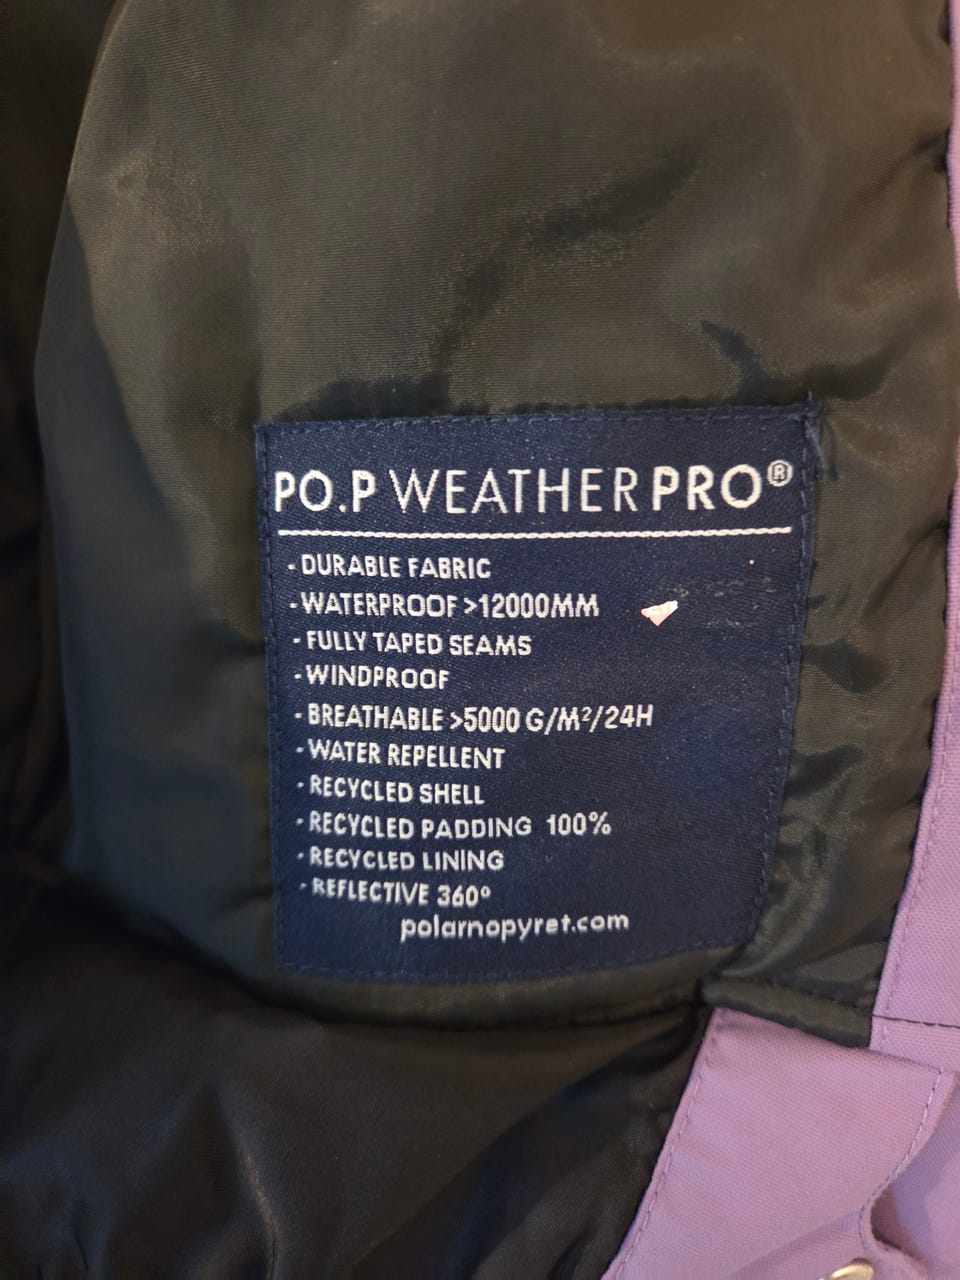 PO.P WEATHERPRO®
- DURABLE FABRIC
- WATERPROOF >12000MM
- FULLY TAPED SEAMS
- WINDPROOF
- BREATHABLE >5000 G/M²/24H
- WATER REPELLENT
- RECYCLED SHELL
- RECYCLED PADDING 100%
- RECYCLED LINING
- REFLECTIVE 360°
polarnopyret.com